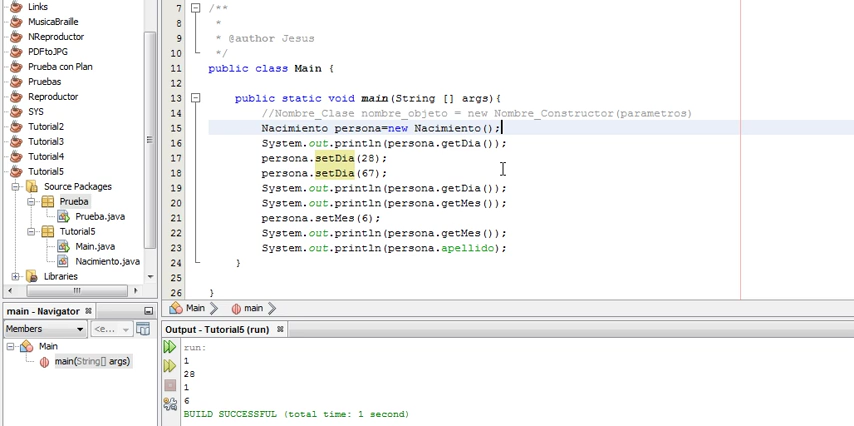 Links
MusicaBraille
NReproductor
PDFtoJPG
Prueba con Plan
Pruebas
Reproductor
SYS
Tutorial2
Tutorial3
Tutorial4
Tutorial5
Source Packages
Prueba
Prueba.java
Tutorial5
Main.java
Nacimiento.java
Libraries
7 /**
8 *
9 * @author Jesus
10 */
11 public class Main {
12
13 public static void main(String [] args){
14 //Nombre_Clase nombre_objeto = new Nombre_Constructor(parametros)
15 Nacimiento persona=new Nacimiento();
16 System.out.println(persona.getDia());
17 persona.setDia(28);
18 persona.setDia(67);
19 System.out.println(persona.getDia());
20 System.out.println(persona.getMes());
21 persona.setMes(6);
22 System.out.println(persona.getMes());
23 System.out.println(persona.apellido);
24 }
25
26 }
Main main
main - Navigator
Members <e...
Main
main(String[] args)
Output - Tutorial5 (run)
run:
1
28
1
6
BUILD SUCCESSFUL (total time: 1 second)